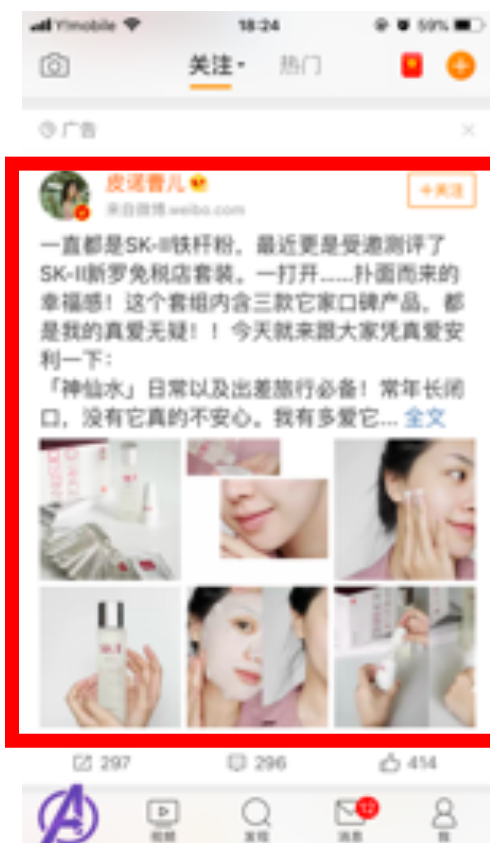 Y!mobile 18:24 59%
关注 热门
广告
皮诺曹儿
+关注
来自微博 weibo.com
一直都是SK-II铁杆粉,最近更是受邀测评了
SK-II新罗免税店套装。一打开……扑面而来的
幸福感！这个套组内含三款它家口碑产品，都
是我的真爱无疑！！今天就来跟大家凭真爱安
利一下：
「神仙水」日常以及出差旅行必备！常年长闭
口，没有它真的不安心。我有多爱它... 全文
297 296 414
12
视频 发现 消息 我